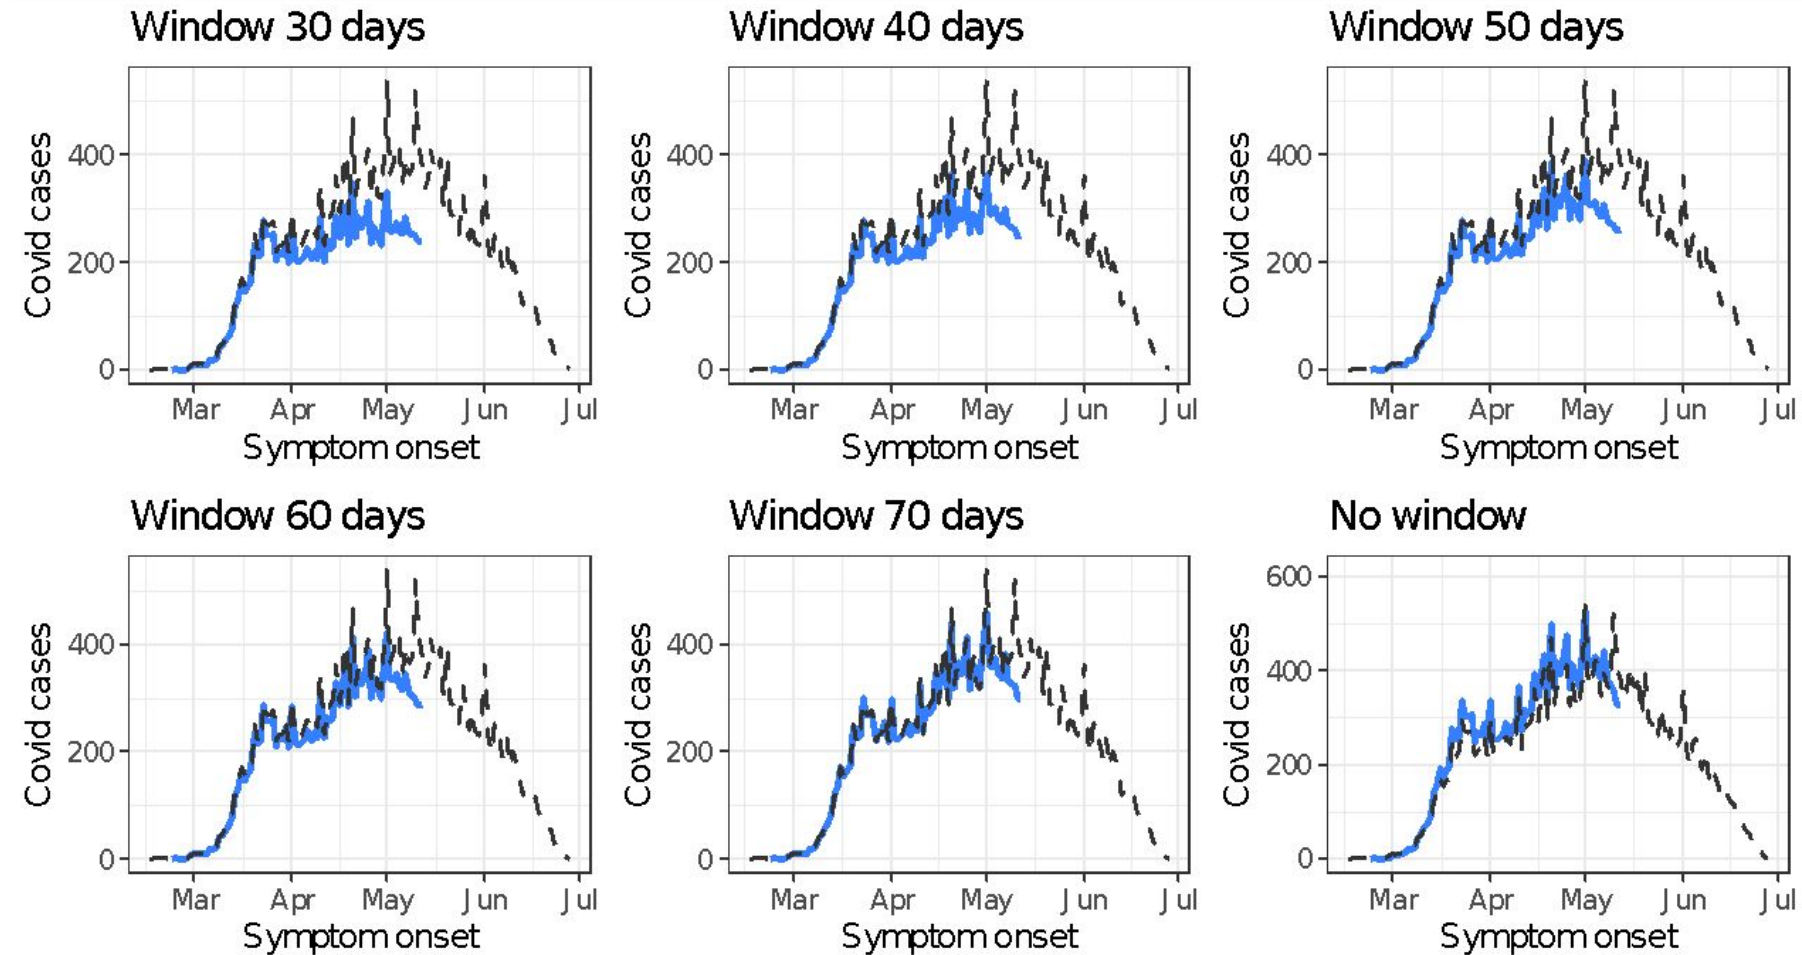 Window 30 days
Window 40 days
Window 50 days
Covid cases
400
200
0
Mar Apr May Jun Jul
Symptom onset
Covid cases
400
200
0
Mar Apr May Jun Jul
Symptom onset
Covid cases
400
200
0
Mar Apr May Jun Jul
Symptom onset
Window 60 days
Window 70 days
No window
Covid cases
400
200
0
Mar Apr May Jun Jul
Symptom onset
Covid cases
400
200
0
Mar Apr May Jun Jul
Symptom onset
Covid cases
600
400
200
0
Mar Apr May Jun Jul
Symptom onset